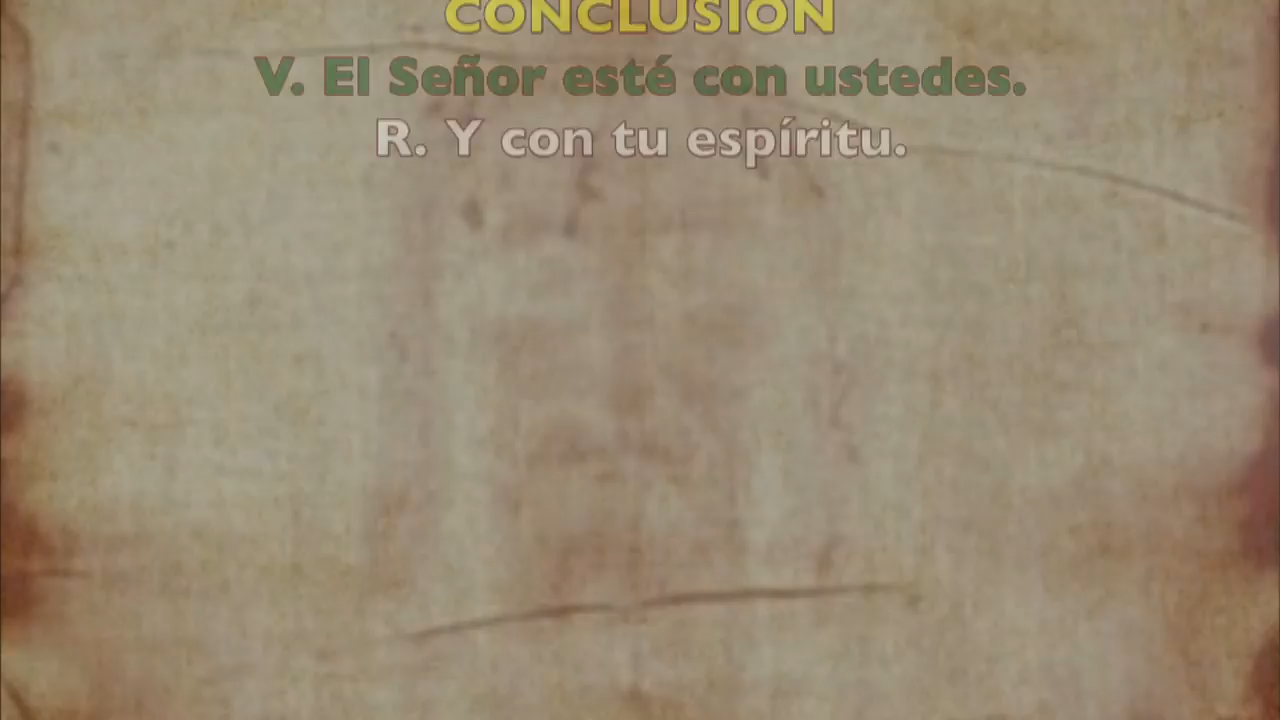 CONCLUSIÓN
V. El Señor esté con ustedes.
R. Y con tu espíritu.